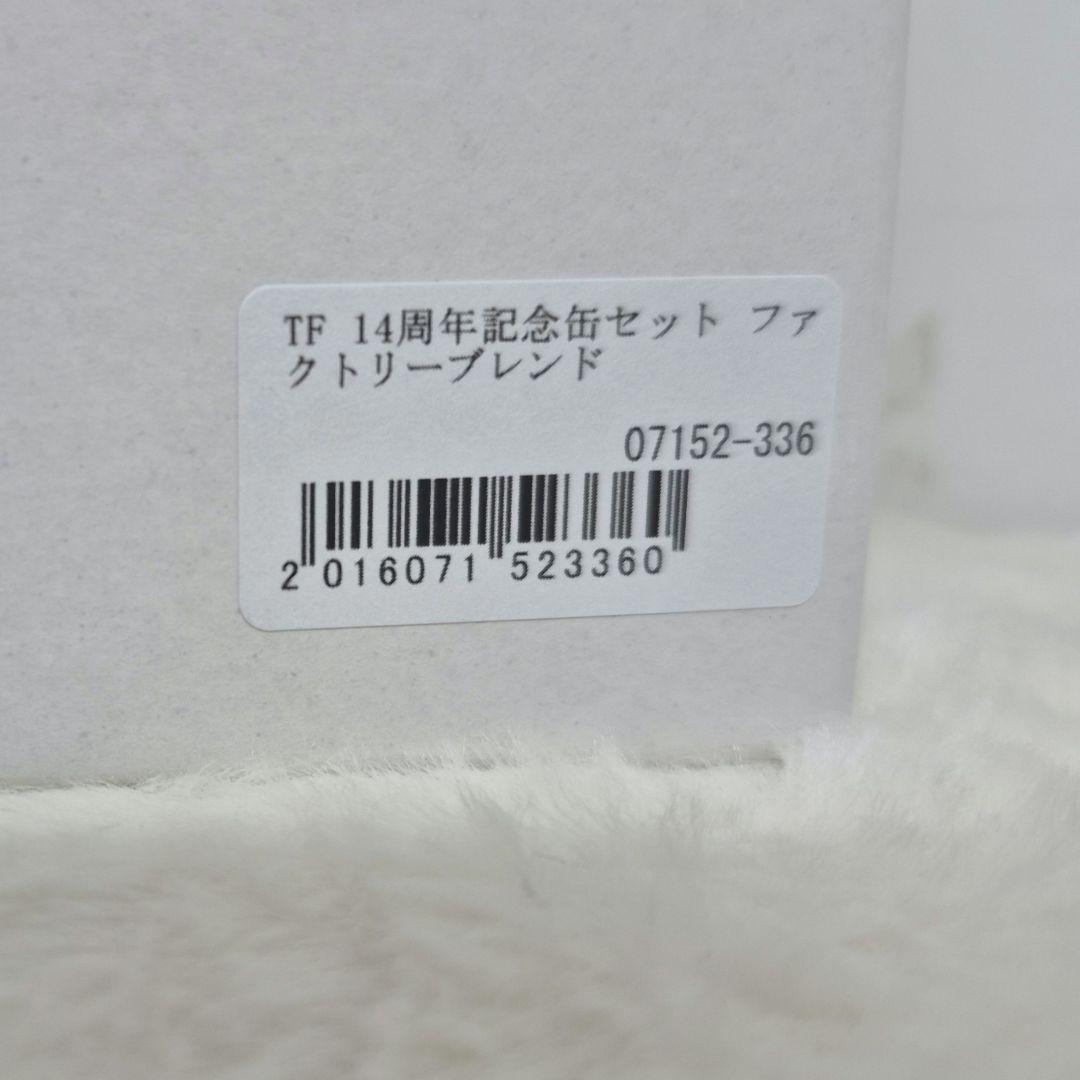 TF 14周年記念缶セット ファ
クトリーブレンド
07152-336
2 016071 523360